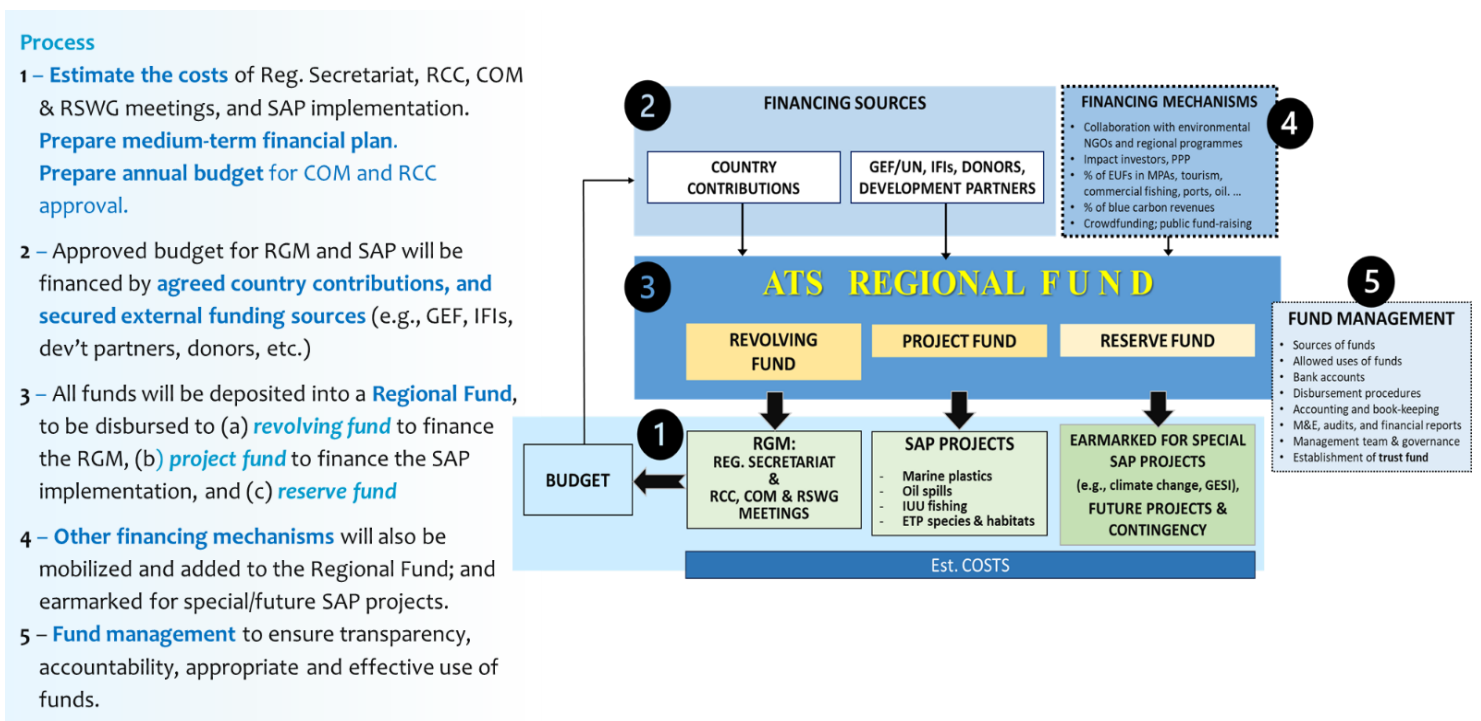 Process
1 – Estimate the costs of Reg. Secretariat, RCC, COM
& RSWG meetings, and SAP implementation.
Prepare medium-term financial plan.
Prepare annual budget for COM and RCC
approval.
2 – Approved budget for RGM and SAP will be
financed by agreed country contributions, and
secured external funding sources (e.g., GEF, IFIs,
dev't partners, donors, etc.)
3 – All funds will be deposited into a Regional Fund,
to be disbursed to (a) revolving fund to finance
the RGM, (b) project fund to finance the SAP
implementation, and (c) reserve fund
4 – Other financing mechanisms will also be
mobilized and added to the Regional Fund; and
earmarked for special/future SAP projects.
5 – Fund management to ensure transparency,
accountability, appropriate and effective use of
funds.
2
FINANCING SOURCES
COUNTRY
CONTRIBUTIONS
GEF/UN, IFIs, DONORS,
DEVELOPMENT PARTNERS
FINANCING MECHANISMS
• Collaboration with environmental
NGOs and regional programmes
• Impact investors, PPP
• % of EUFs in MPAs, tourism,
commercial fishing, ports, oil. ...
• % of blue carbon revenues
• Crowdfunding; public fund-raising
4
3
ATS REGIONAL FUND
REVOLVING
FUND
PROJECT FUND
RESERVE FUND
5
FUND MANAGEMENT
• Sources of funds
• Allowed uses of funds
• Bank accounts
• Disbursement procedures
• Accounting and book-keeping
• M&E, audits, and financial reports
• Management team & governance
• Establishment of trust fund
1
BUDGET
RGM:
REG. SECRETARIAT
&
RCC, COM & RSWG
MEETINGS
SAP PROJECTS
- Marine plastics
- Oil spills
- IUU fishing
- ETP species & habitats
EARMARKED FOR SPECIAL
SAP PROJECTS
(e.g., climate change, GESI),
FUTURE PROJECTS &
CONTINGENCY
Est. COSTS